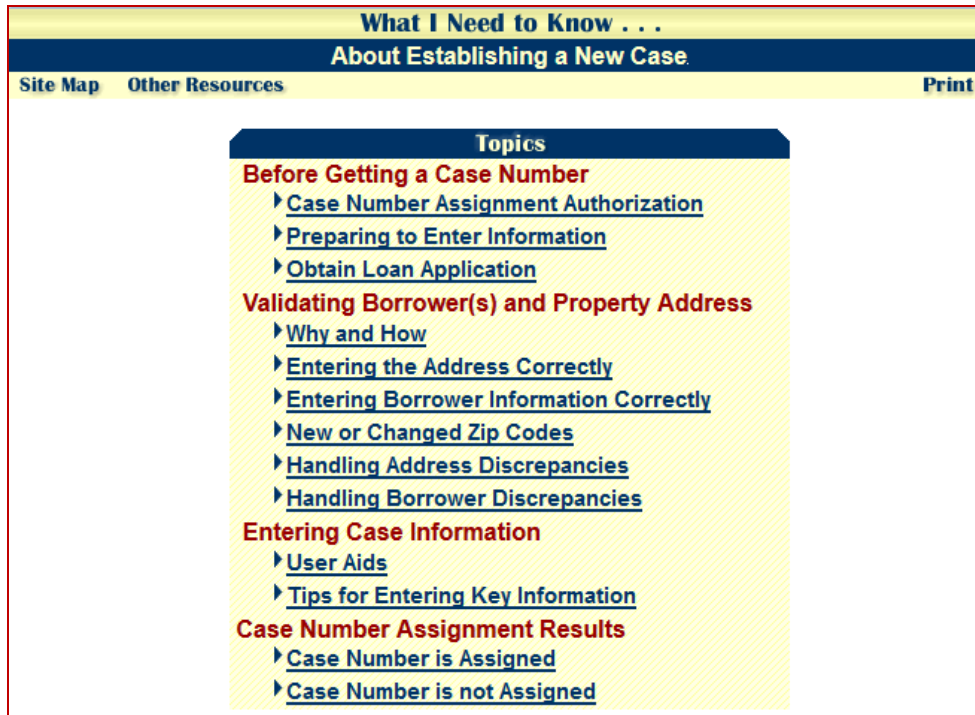 What I Need to Know . . .
About Establishing a New Case.
Site Map Other Resources Print
Topics
Before Getting a Case Number
Case Number Assignment Authorization
Preparing to Enter Information
Obtain Loan Application
Validating Borrower(s) and Property Address
Why and How
Entering the Address Correctly
Entering Borrower Information Correctly
New or Changed Zip Codes
Handling Address Discrepancies
Handling Borrower Discrepancies
Entering Case Information
User Aids
Tips for Entering Key Information
Case Number Assignment Results
Case Number is Assigned
Case Number is not Assigned